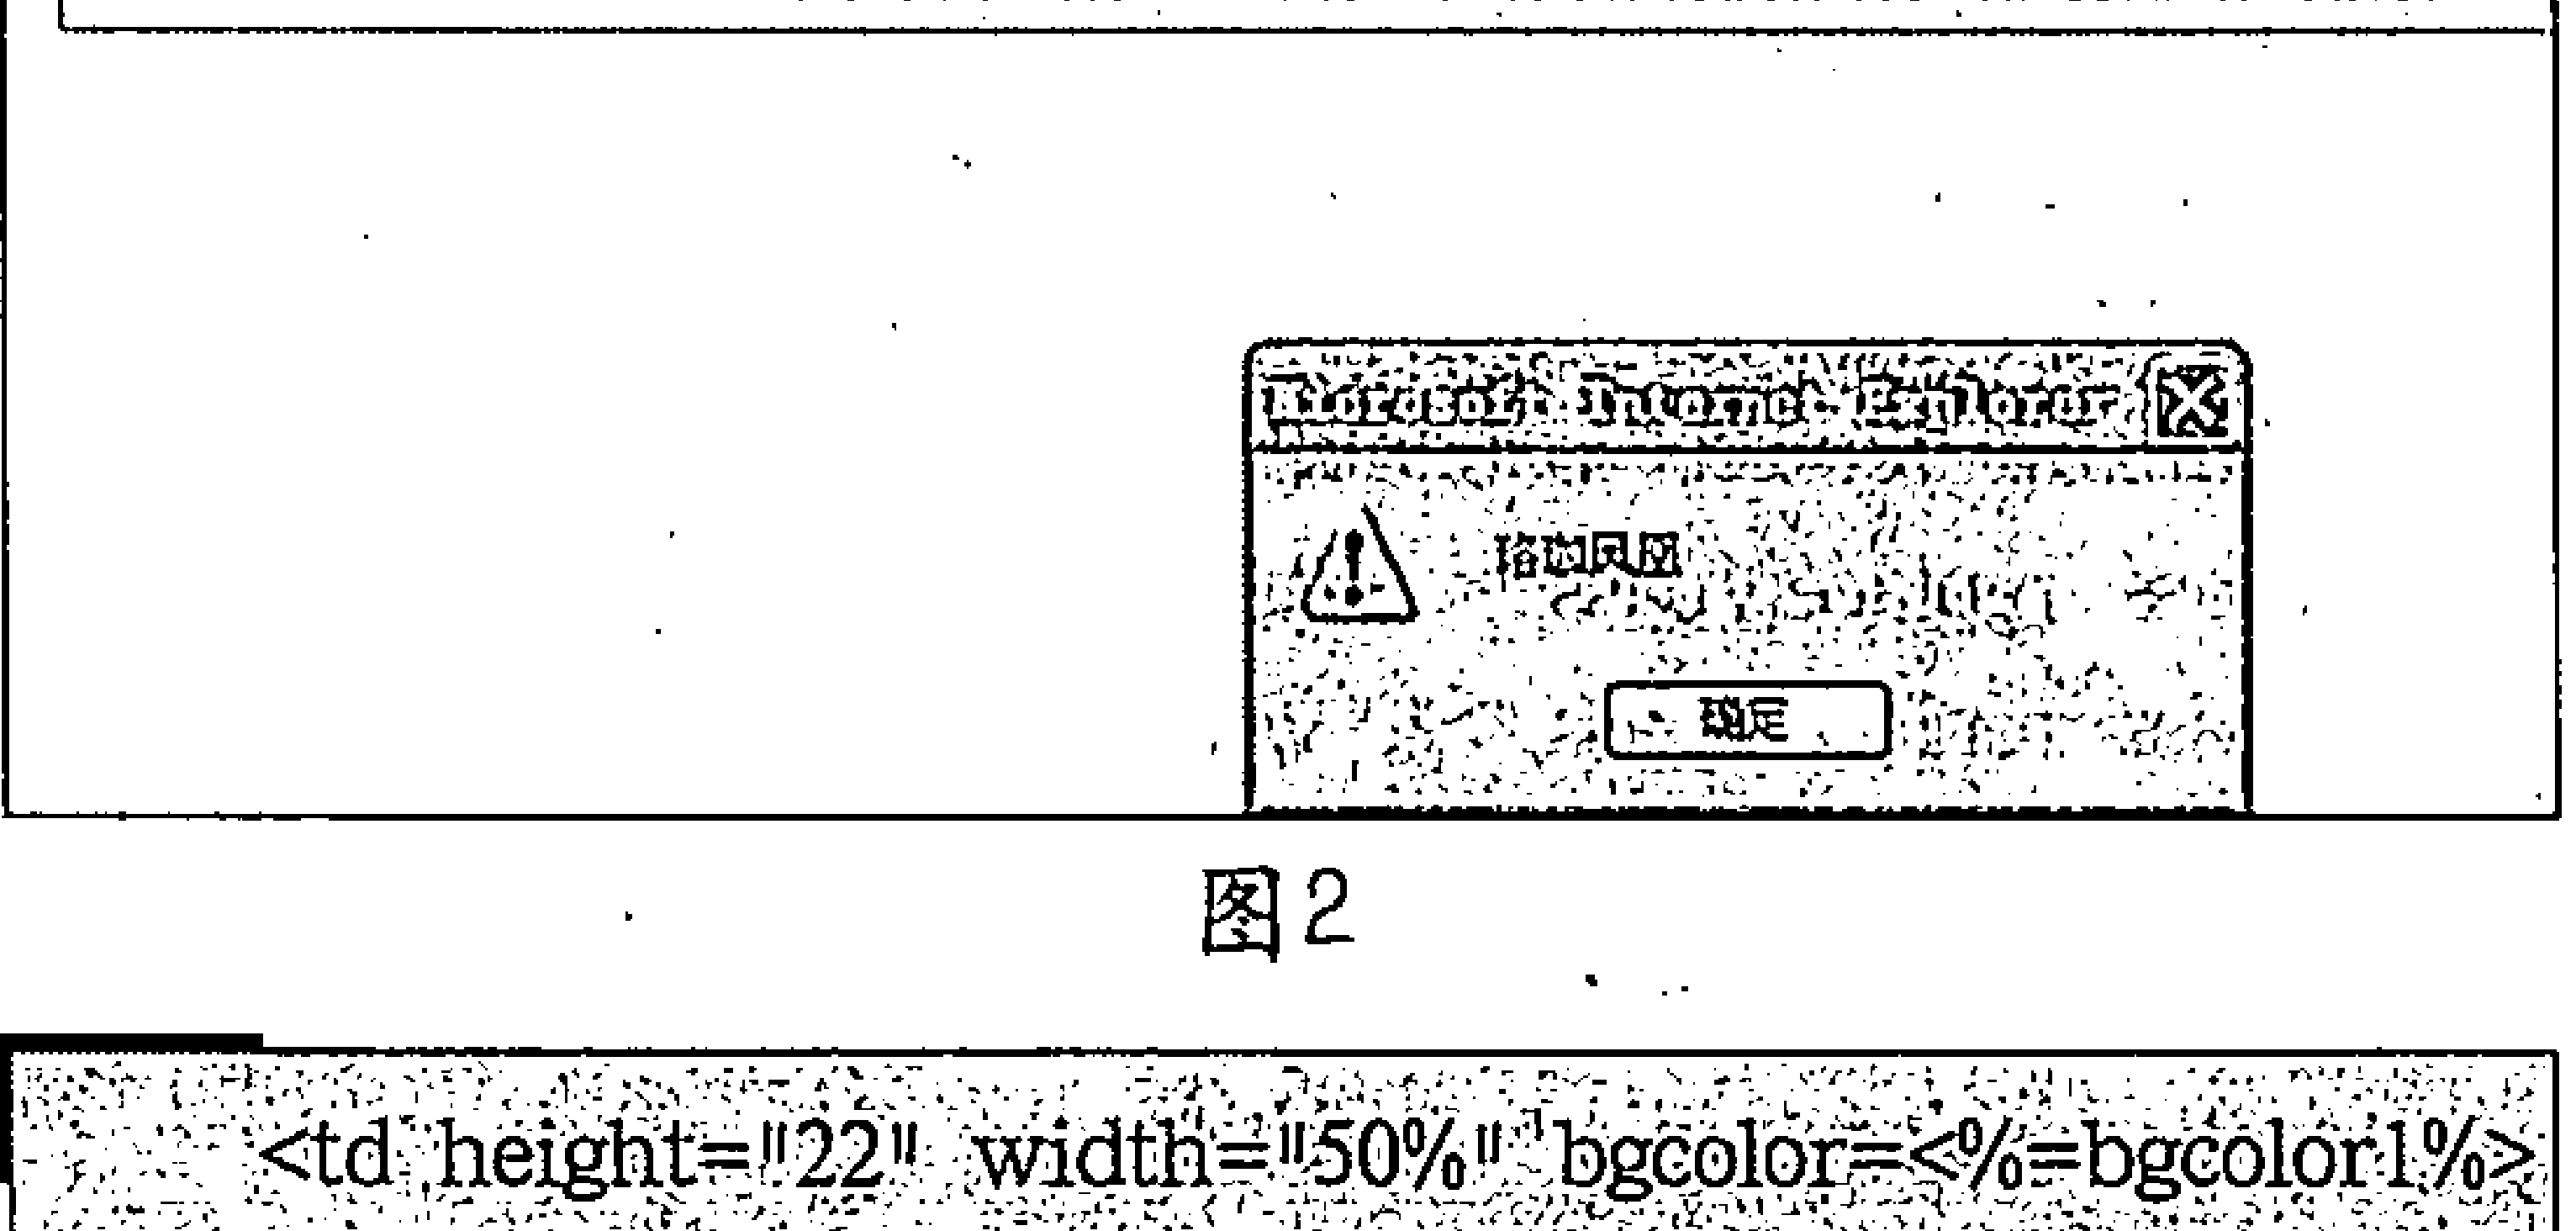 Microsoft Internet Explorer
确定
图2
<td height="22" width="50%" bgcolor=<%=bgcolor1%>